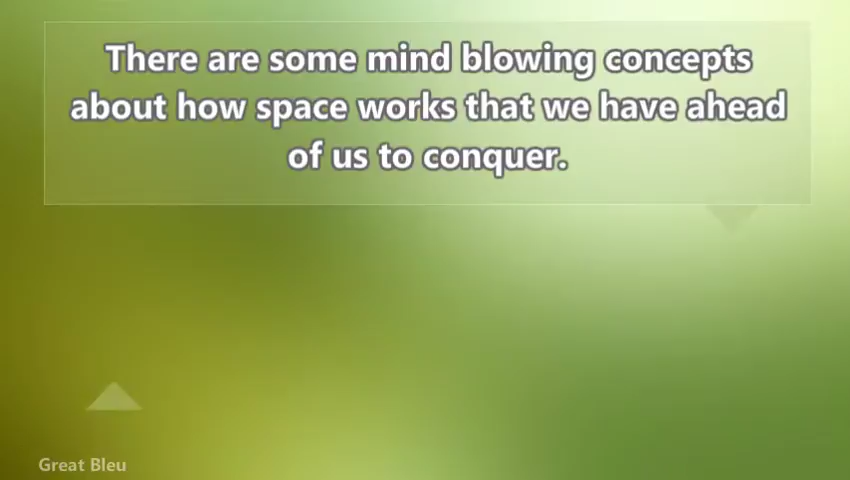 There are some mind blowing concepts
about how space works that we have ahead
of us to conquer.
Great Bleu